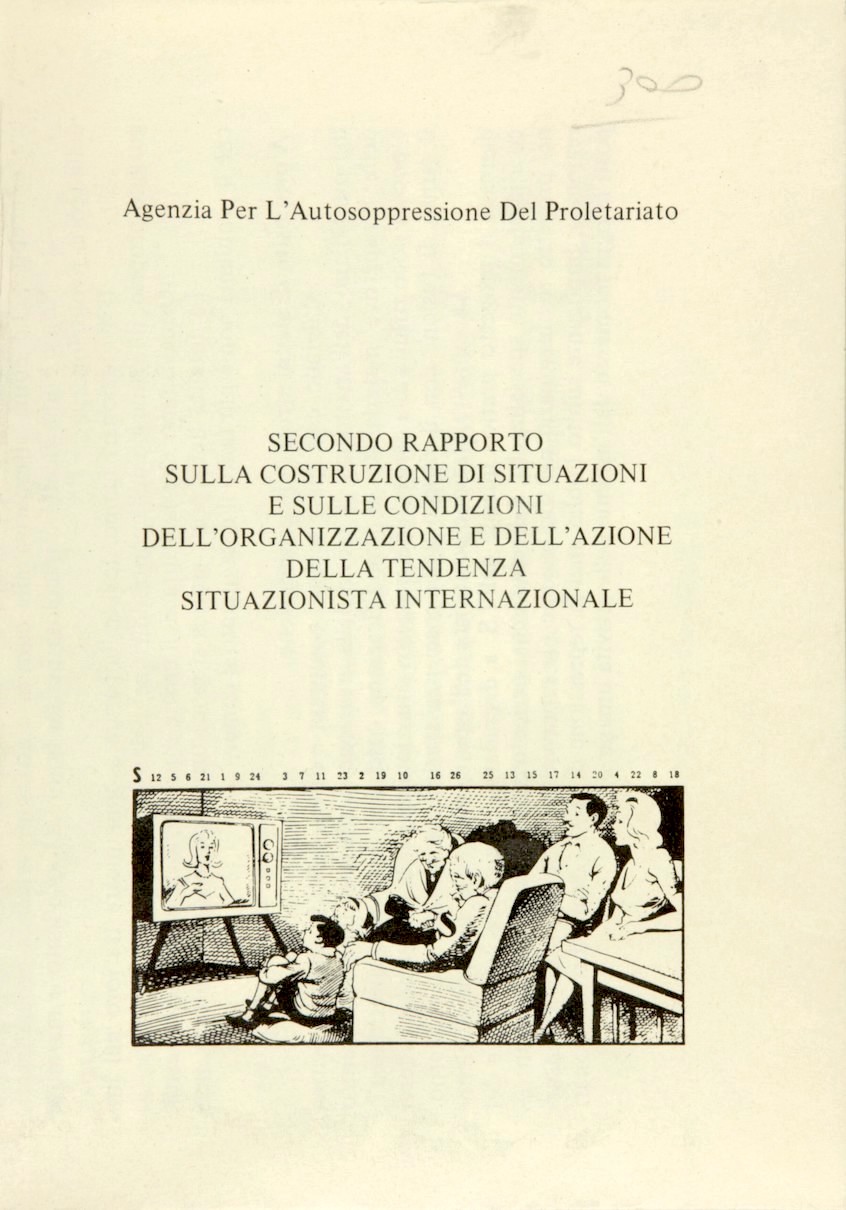 300
Agenzia Per L'Autosoppressione Del Proletariato
SECONDO RAPPORTO
SULLA COSTRUZIONE DI SITUAZIONI
E SULLE CONDIZIONI
DELL'ORGANIZZAZIONE E DELL'AZIONE
DELLA TENDENZA
SITUAZIONISTA INTERNAZIONALE
S 12 5 6 21 1 9 24 3 7 11 23 2 19 10 16 26 25 13 15 17 14 20 4 22 8 18